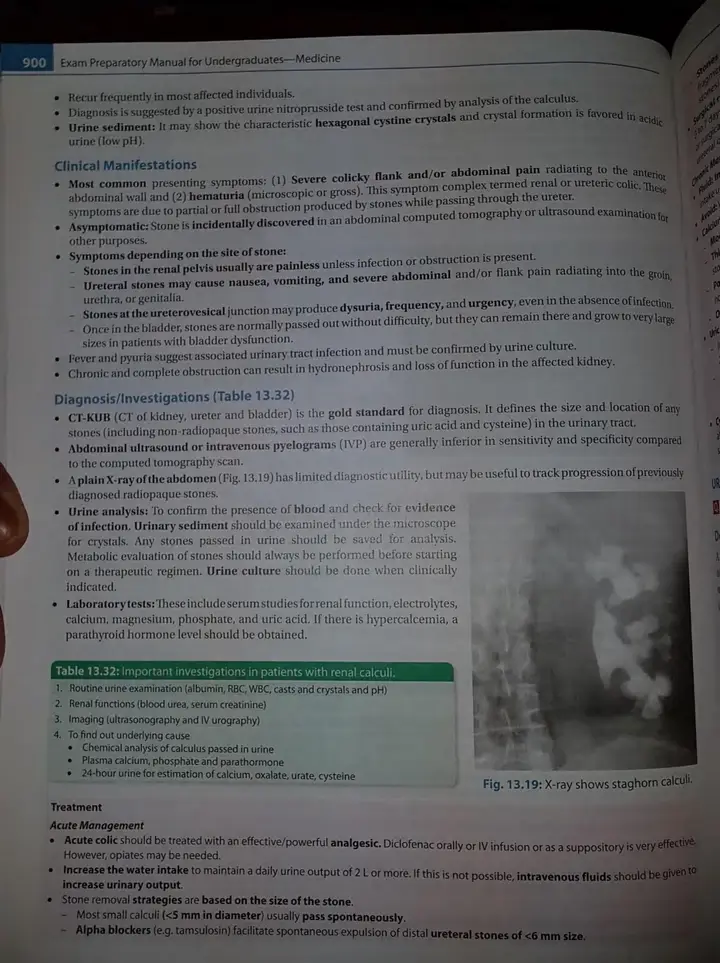 900 Exam Preparatory Manual for Undergraduates—Medicine
• Recur frequently in most affected individuals.
• Diagnosis is suggested by a positive urine nitroprusside test and confirmed by analysis of the calculus.
• Urine sediment: It may show the characteristic hexagonal cystine crystals and crystal formation is favored in acidic
urine (low pH).
Clinical Manifestations
• Most common presenting symptoms: (1) Severe colicky flank and/or abdominal pain radiating to the anterior
abdominal wall and (2) hematuria (microscopic or gross). This symptom complex termed renal or ureteric colic. These
symptoms are due to partial or full obstruction produced by stones while passing through the ureter.
• Asymptomatic: Stone is incidentally discovered in an abdominal computed tomography or ultrasound examination for
other purposes.
• Symptoms depending on the site of stone:
– Stones in the renal pelvis usually are painless unless infection or obstruction is present.
– Ureteral stones may cause nausea, vomiting, and severe abdominal and/or flank pain radiating into the groin,
urethra, or genitalia.
– Stones at the ureterovesical junction may produce dysuria, frequency, and urgency, even in the absence of infection.
– Once in the bladder, stones are normally passed out without difficulty, but they can remain there and grow to very large
sizes in patients with bladder dysfunction.
• Fever and pyuria suggest associated urinary tract infection and must be confirmed by urine culture.
• Chronic and complete obstruction can result in hydronephrosis and loss of function in the affected kidney.
Diagnosis/Investigations (Table 13.32)
• CT-KUB (CT of kidney, ureter and bladder) is the gold standard for diagnosis. It defines the size and location of any
stones (including non-radiopaque stones, such as those containing uric acid and cysteine) in the urinary tract.
• Abdominal ultrasound or intravenous pyelograms (IVP) are generally inferior in sensitivity and specificity compared
to the computed tomography scan.
• A plain X-ray of the abdomen (Fig. 13.19) has limited diagnostic utility, but may be useful to track progression of previously
diagnosed radiopaque stones.
• Urine analysis: To confirm the presence of blood and check for evidence
of infection. Urinary sediment should be examined under the microscope
for crystals. Any stones passed in urine should be saved for analysis.
Metabolic evaluation of stones should always be performed before starting
on a therapeutic regimen. Urine culture should be done when clinically
indicated.
• Laboratory tests: These include serum studies for renal function, electrolytes,
calcium, magnesium, phosphate, and uric acid. If there is hypercalcemia, a
parathyroid hormone level should be obtained.
Table 13.32: Important investigations in patients with renal calculi.
1. Routine urine examination (albumin, RBC, WBC, casts and crystals and pH)
2. Renal functions (blood urea, serum creatinine)
3. Imaging (ultrasonography and IV urography)
4. To find out underlying cause
• Chemical analysis of calculus passed in urine
• Plasma calcium, phosphate and parathormone
• 24-hour urine for estimation of calcium, oxalate, urate, cysteine
Fig. 13.19: X-ray shows staghorn calculi.
Treatment
Acute Management
• Acute colic should be treated with an effective/powerful analgesic. Diclofenac orally or IV infusion or as a suppository is very effective.
However, opiates may be needed.
• Increase the water intake to maintain a daily urine output of 2 L or more. If this is not possible, intravenous fluids should be given to
increase urinary output.
• Stone removal strategies are based on the size of the stone.
– Most small calculi (<5 mm in diameter) usually pass spontaneously.
– Alpha blockers (e.g. tamsulosin) facilitate spontaneous expulsion of distal ureteral stones of <6 mm size.